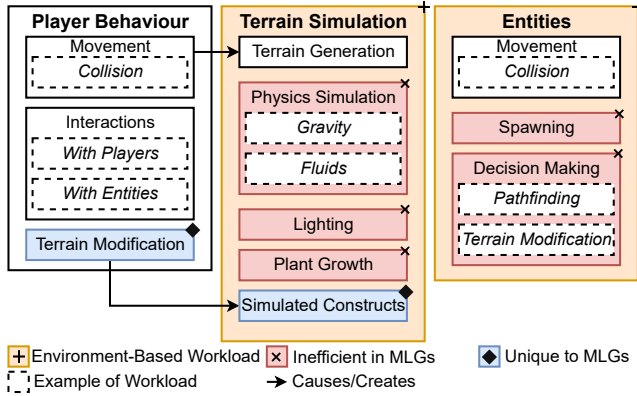 Player Behaviour
Movement
Collision
Interactions
With Players
With Entities
Terrain Modification
Terrain Simulation
Terrain Generation
Physics Simulation
Gravity
Fluids
Lighting
Plant Growth
Simulated Constructs
Entities
Movement
Collision
Spawning
Decision Making
Pathfinding
Terrain Modification
Environment-Based Workload
Inefficient in MLGs
Unique to MLGs
Example of Workload
Causes/Creates